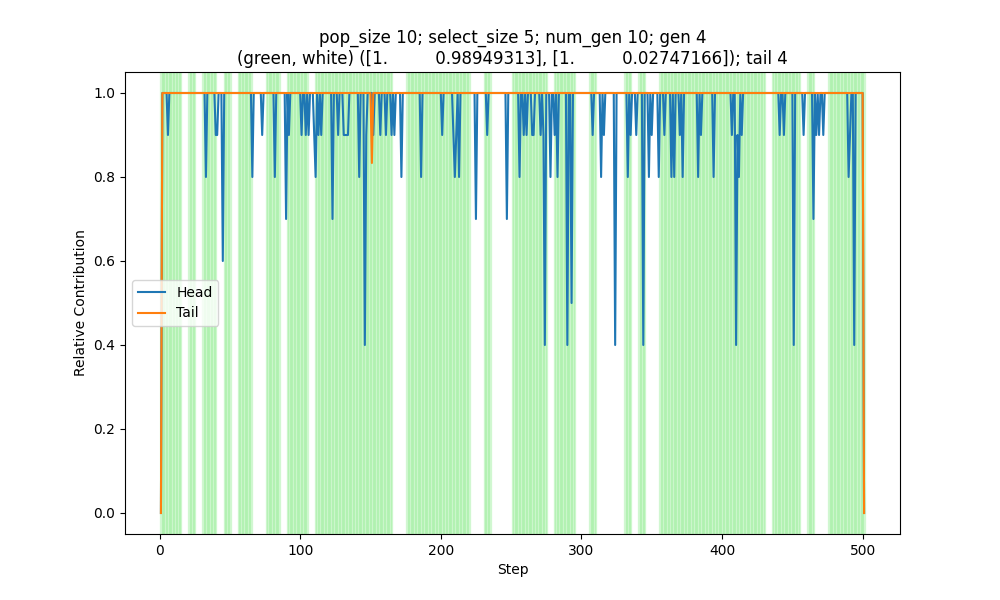 pop_size 10; select_size 5; num_gen 10; gen 4
(green, white) ([1.          0.98949313], [1.          0.02747166]); tail 4
1.0
0.8
0.6
0.4
0.2
0.0
Relative Contribution
Head
Tail
0
100
200
300
400
500
Step